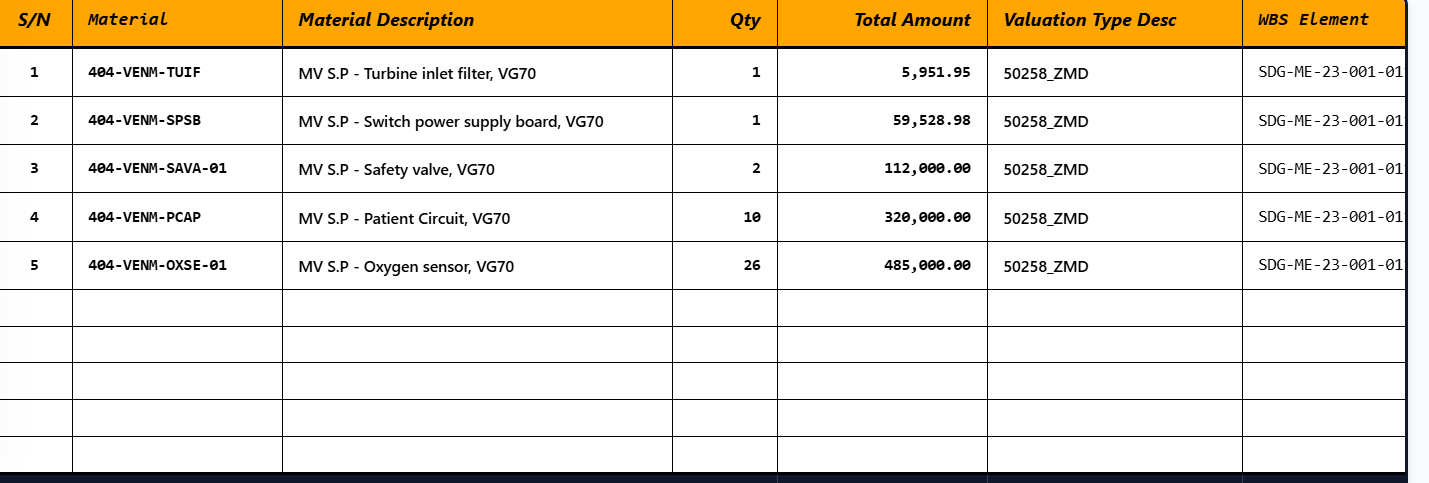 S/N Material Material Description Qty Total Amount Valuation Type Desc WBS Element
1 404-VENM-TUIF MV S.P - Turbine inlet filter, VG70 1 5,951.95 50258_ZMD SDG-ME-23-001-01
2 404-VENM-SPSB MV S.P - Switch power supply board, VG70 1 59,528.98 50258_ZMD SDG-ME-23-001-01
3 404-VENM-SAVA-01 MV S.P - Safety valve, VG70 2 112,000.00 50258_ZMD SDG-ME-23-001-01
4 404-VENM-PCAP MV S.P - Patient Circuit, VG70 10 320,000.00 50258_ZMD SDG-ME-23-001-01
5 404-VENM-OXSE-01 MV S.P - Oxygen sensor, VG70 26 485,000.00 50258_ZMD SDG-ME-23-001-01